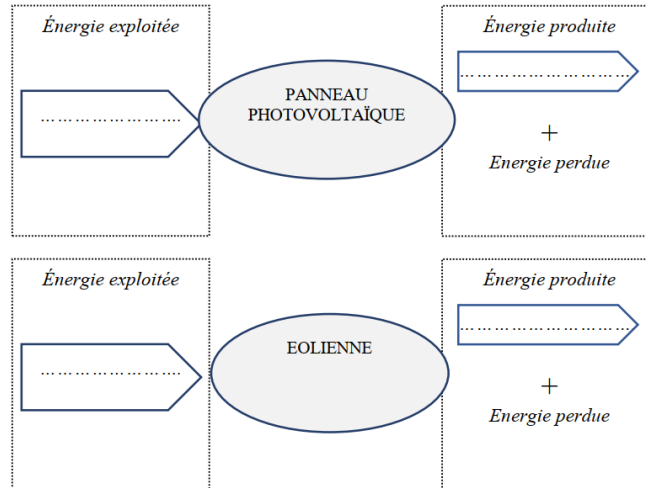 Énergie exploitée
Énergie produite
PANNEAU
PHOTOVOLTAÏQUE
……………………….
……………………………
+
Energie perdue
Énergie exploitée
Énergie produite
EOLIENNE
……………………….
……………………………
+
Energie perdue